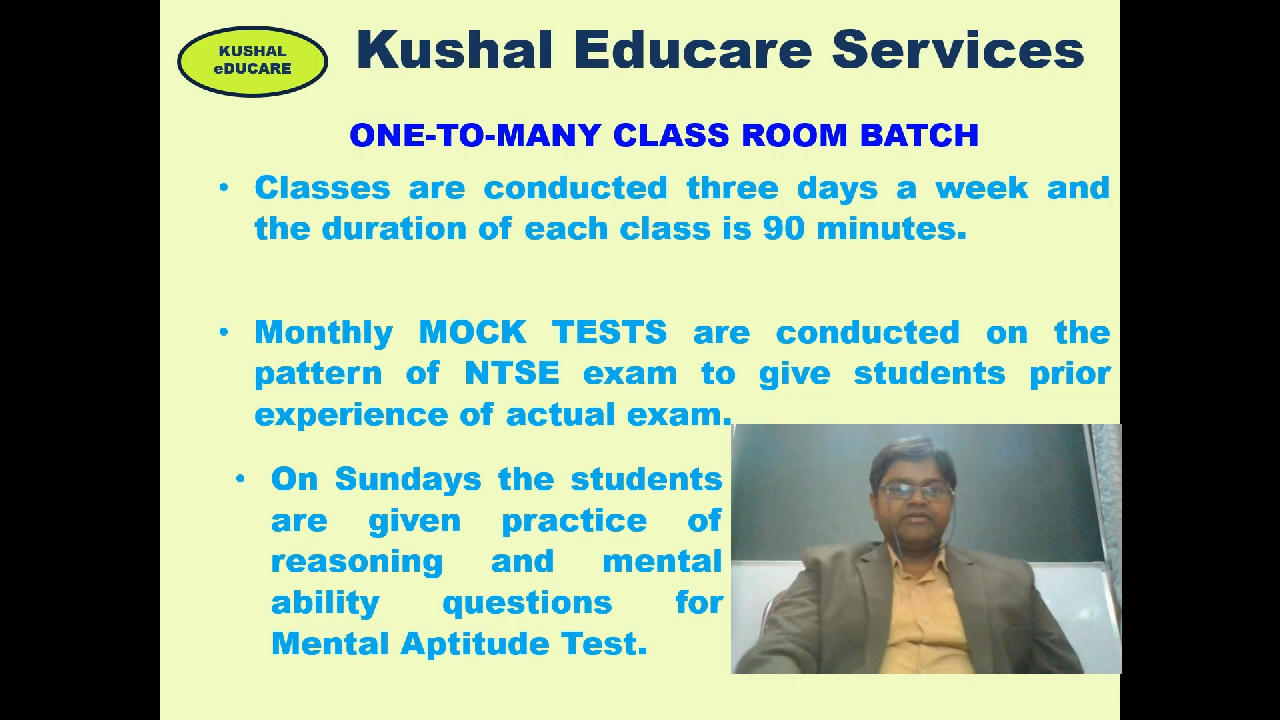 KUSHAL
eDUCARE
Kushal Educare Services
ONE-TO-MANY CLASS ROOM BATCH
• Classes are conducted three days a week and
the duration of each class is 90 minutes.
• Monthly MOCK TESTS are conducted on the
pattern of NTSE exam to give students prior
experience of actual exam.
• On Sundays the students
are given practice of
reasoning and mental
ability questions for
Mental Aptitude Test.